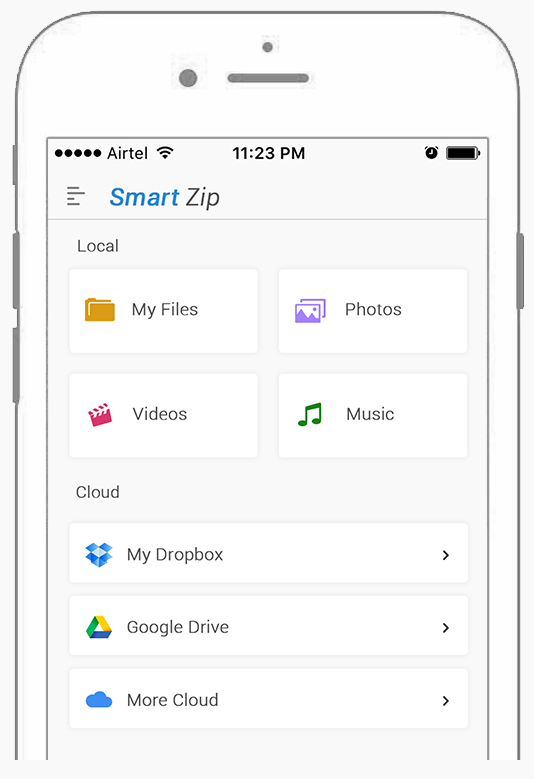 Airtel 11:23 PM
Smart Zip
Local
My Files Photos
Videos Music
Cloud
My Dropbox
Google Drive
More Cloud